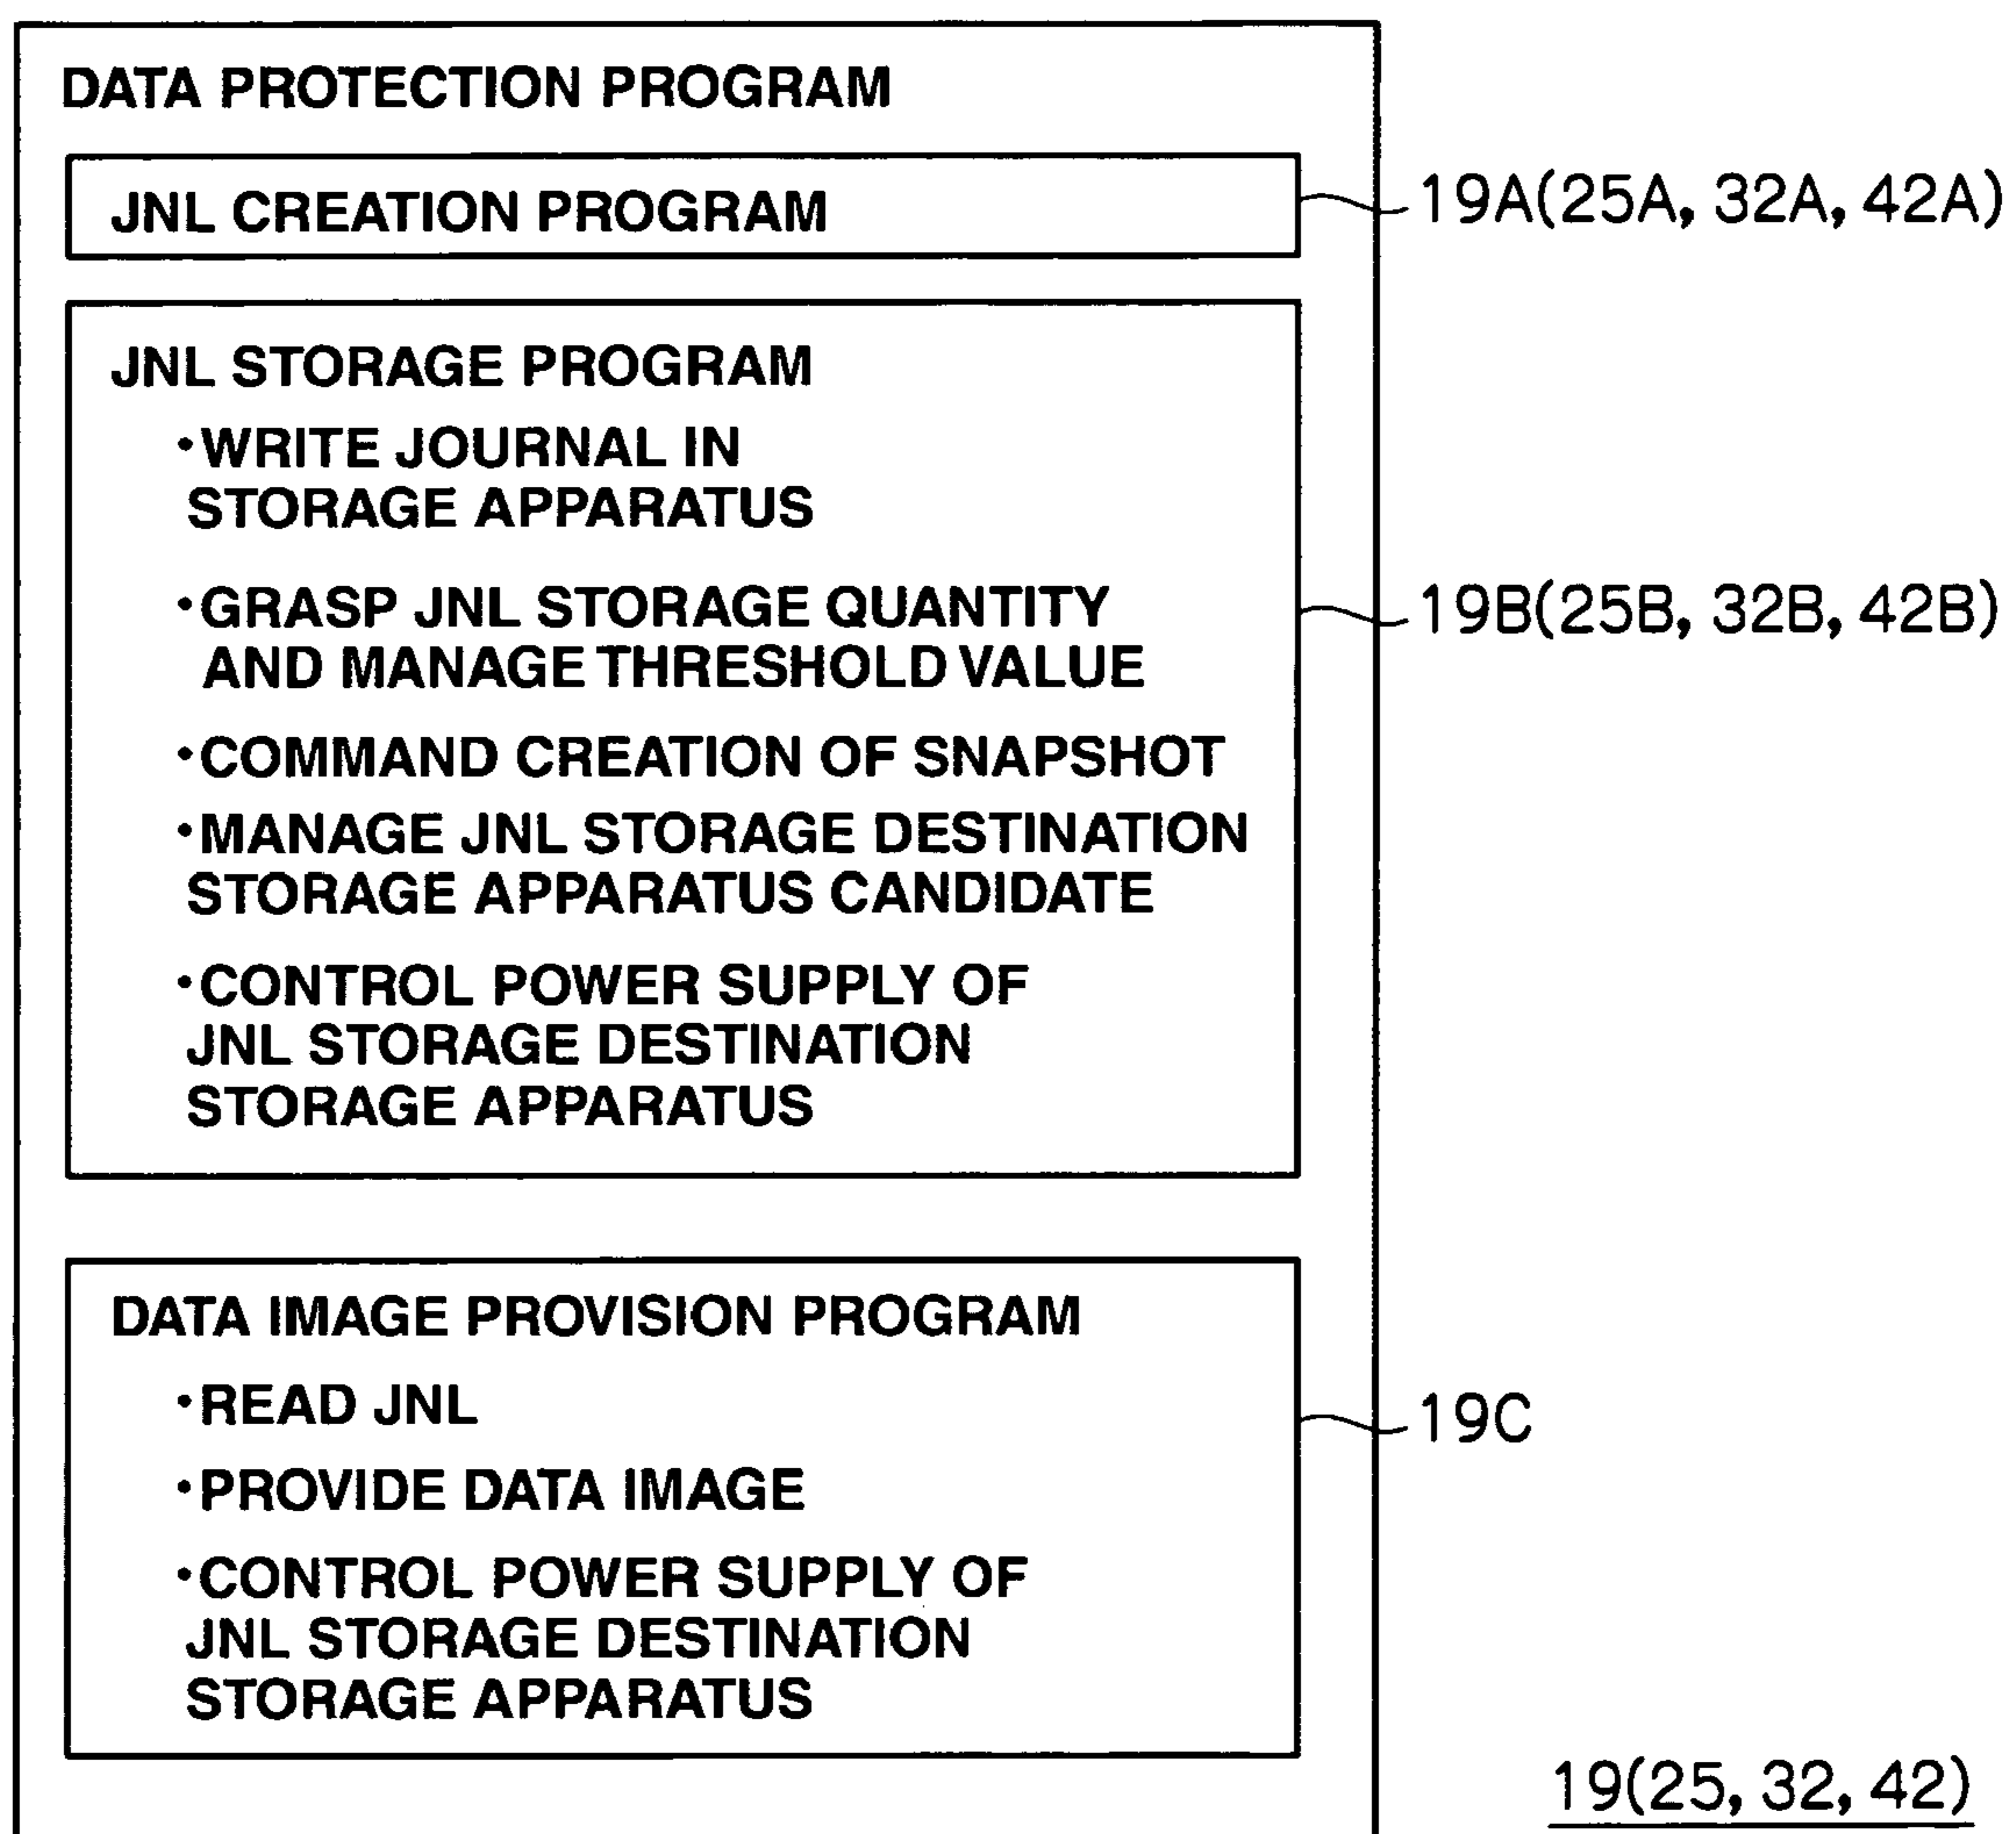 DATA PROTECTION PROGRAM
JNL CREATION PROGRAM
19A(25A, 32A, 42A)
JNL STORAGE PROGRAM
·WRITE JOURNAL IN
STORAGE APPARATUS
·GRASP JNL STORAGE QUANTITY
AND MANAGE THRESHOLD VALUE
19B(25B, 32B, 42B)
·COMMAND CREATION OF SNAPSHOT
·MANAGE JNL STORAGE DESTINATION
STORAGE APPARATUS CANDIDATE
·CONTROL POWER SUPPLY OF
JNL STORAGE DESTINATION
STORAGE APPARATUS
DATA IMAGE PROVISION PROGRAM
·READ JNL
19C
·PROVIDE DATA IMAGE
·CONTROL POWER SUPPLY OF
JNL STORAGE DESTINATION
STORAGE APPARATUS
19(25, 32, 42)